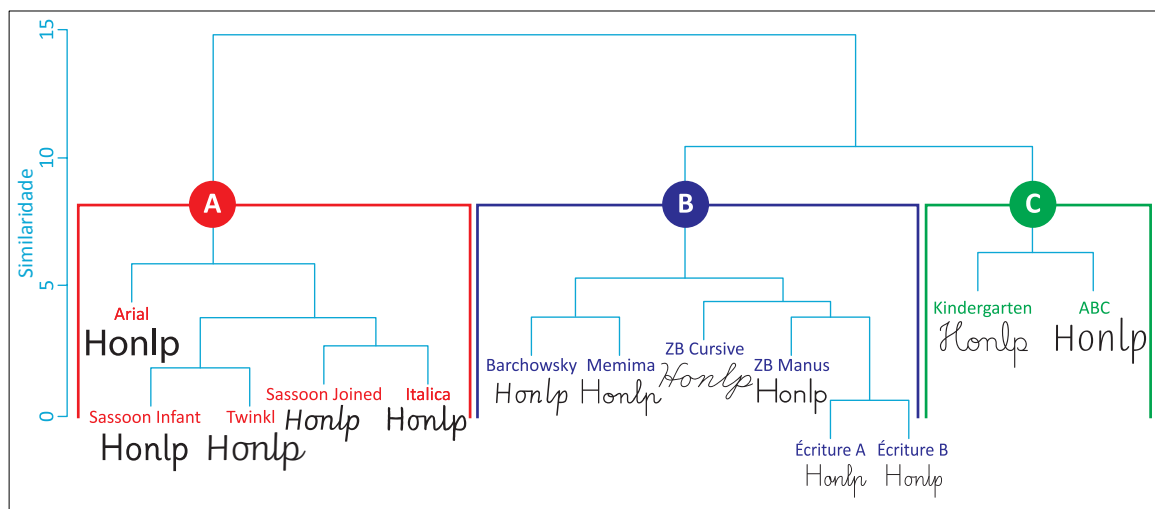 15
10
5
0
Similaridade
A
B
C
Arial
Honlp
Sassoon Infant
Honlp
Twinkl
Honlp
Sassoon Joined
Honlp
Italica
Honlp
Barchowsky
Honlp
Memima
Honlp
ZB Cursive
Honlp
ZB Manus
Honlp
Écriture A
Honlp
Écriture B
Honlp
Kindergarten
Honlp
ABC
Honlp